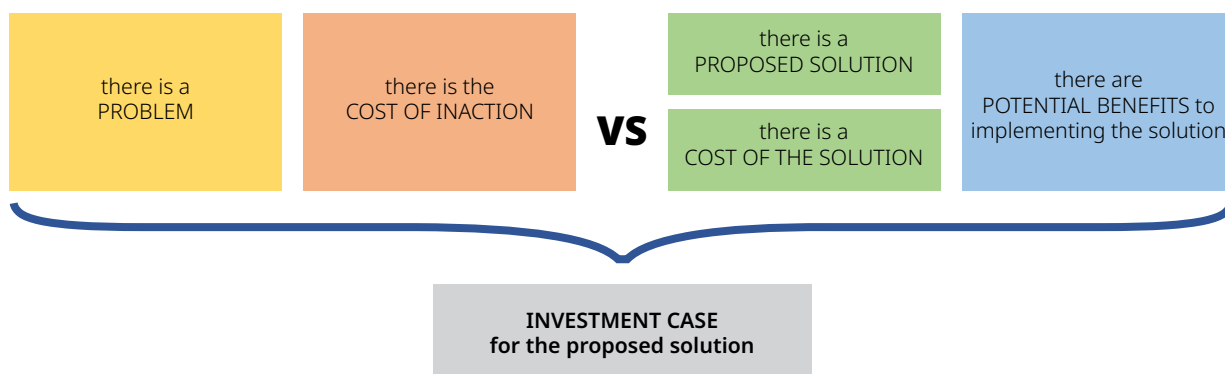 there is a
PROBLEM
there is the
COST OF INACTION
vs
there is a
PROPOSED SOLUTION
there is a
COST OF THE SOLUTION
there are
POTENTIAL BENEFITS to
implementing the solution
INVESTMENT CASE
for the proposed solution